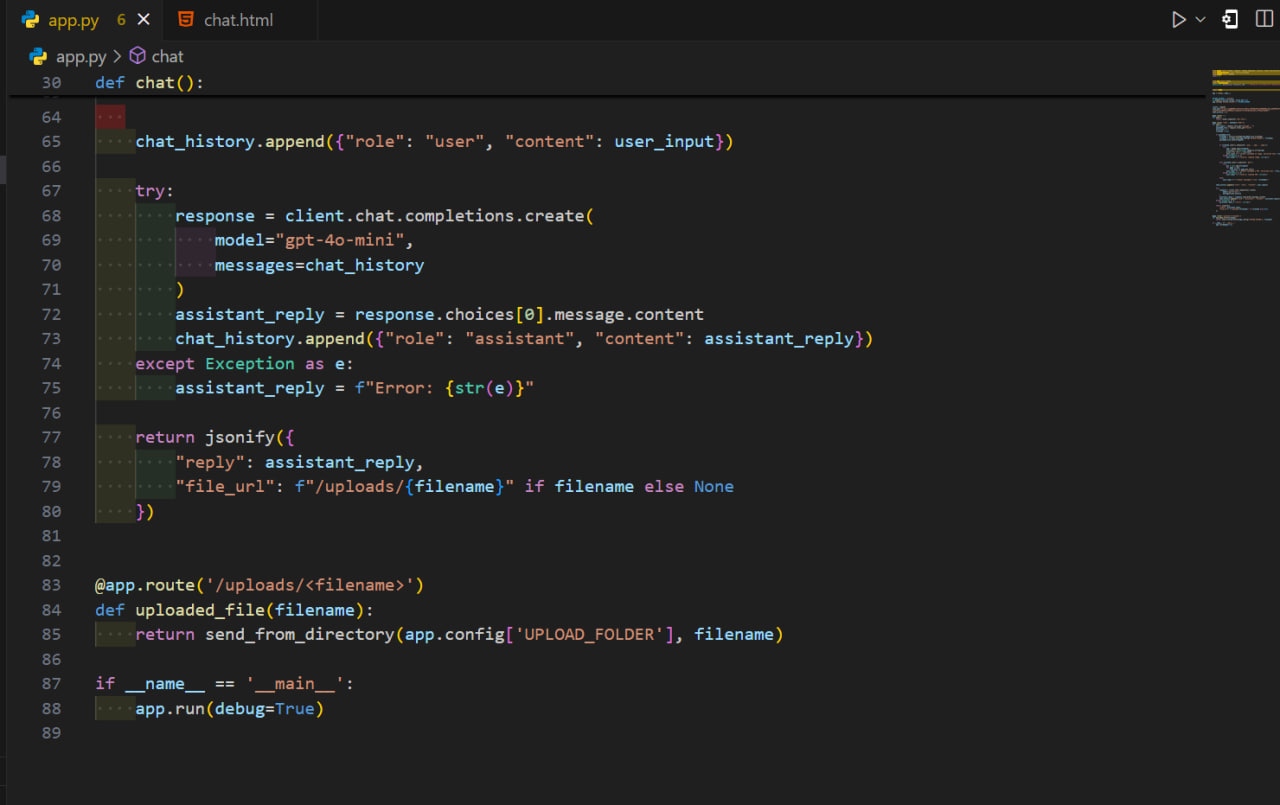 app.py 6
chat.html
app.py > chat
30 def chat():
64
65     chat_history.append({"role": "user", "content": user_input})
66
67     try:
68         response = client.chat.completions.create(
69             model="gpt-4o-mini",
70             messages=chat_history
71         )
72         assistant_reply = response.choices[0].message.content
73         chat_history.append({"role": "assistant", "content": assistant_reply})
74     except Exception as e:
75         assistant_reply = f"Error: {str(e)}"
76
77     return jsonify({
78         "reply": assistant_reply,
79         "file_url": f"/uploads/{filename}" if filename else None
80     })
81
82
83 @app.route('/uploads/<filename>')
84 def uploaded_file(filename):
85     return send_from_directory(app.config['UPLOAD_FOLDER'], filename)
86
87 if __name__ == '__main__':
88     app.run(debug=True)
89